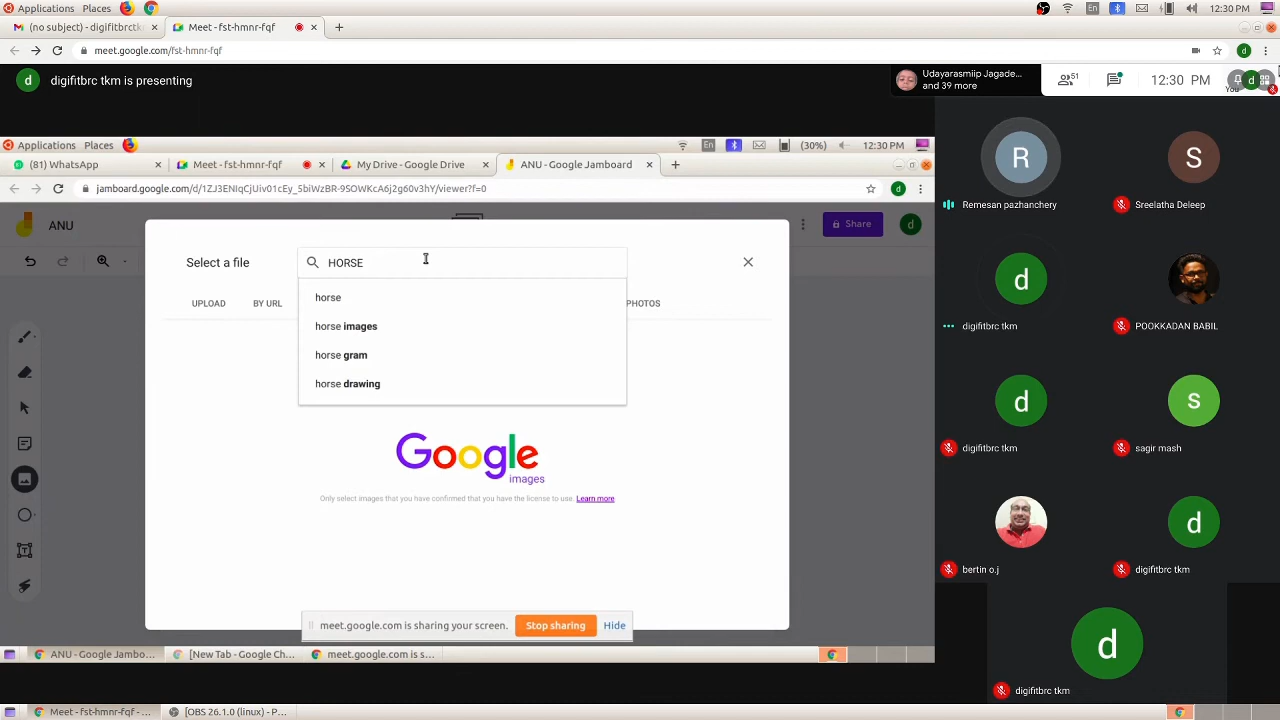 Applications Places En 12:30 PM
(no subject) - digifitbrctk × Meet - fst-hmnr-fqf ×
meet.google.com/fst-hmnr-fqf
d digifitbrc tkm is presenting
Udayarasmiip Jagade...
and 39 more
51
12:30 PM
You
Applications Places En (30%) 12:30 PM
(81) WhatsApp × Meet - fst-hmnr-fqf × My Drive - Google Drive × ANU - Google Jamboard ×
jamboard.google.com/d/1ZJ3ENIqCjUiv01cEy_5biWzBR-9SOWKcA6j2g60v3hY/viewer?f=0
ANU
Share
d
Select a file
HORSE
UPLOAD
BY URL
PHOTOS
horse
horse images
horse gram
horse drawing
Google
images
Only select images that you have confirmed that you have the license to use. Learn more
meet.google.com is sharing your screen. Stop sharing Hide
ANU - Google Jambo... [New Tab - Google Ch... meet.google.com is s...
R
Remesan pazhanchery
S
Sreelatha Deleep
d
digifitbrc tkm
POOKKADAN BABIL
d
digifitbrc tkm
s
sagir mash
bertin o.j
d
digifitbrc tkm
d
digifitbrc tkm
Meet - fst-hmnr-fqf - ... [OBS 26.1.0 (linux) - P...